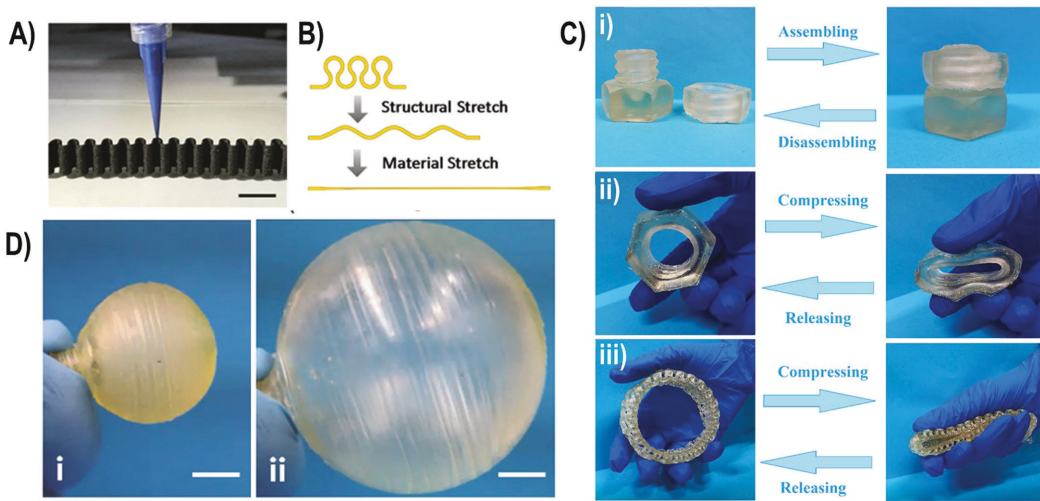 A)
B)
Structural Stretch
Material Stretch
C)
i)
Assembling
Disassembling
ii)
Compressing
Releasing
iii)
Compressing
Releasing
D)
i
ii